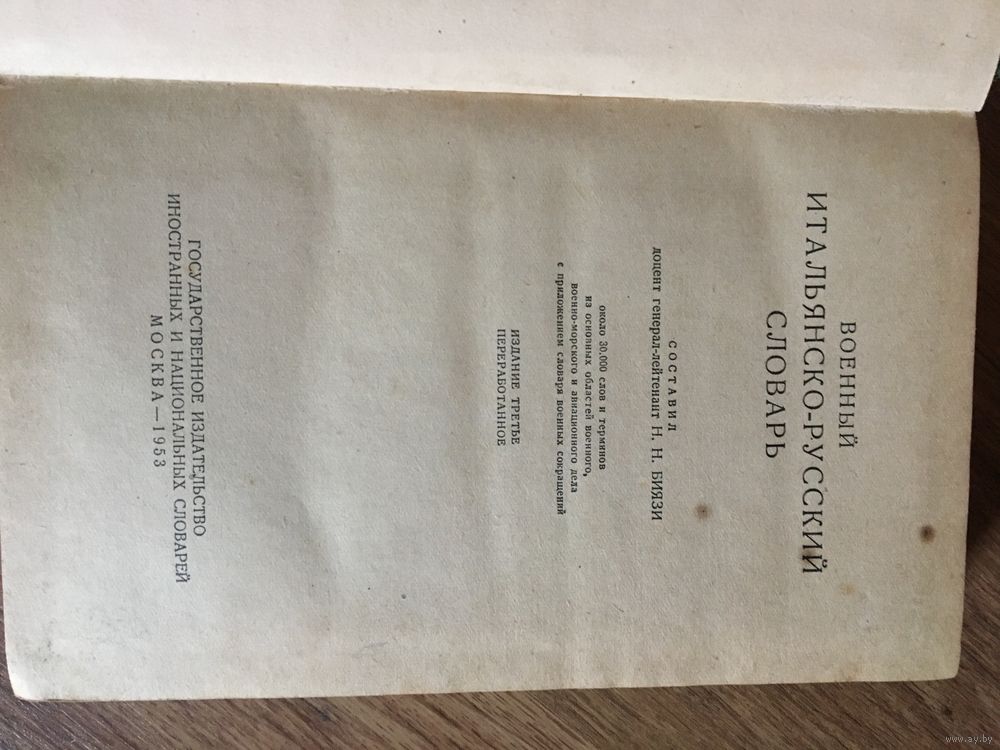 ВОЕННЫЙ
ИТАЛЬЯНСКО-РУССКИЙ
СЛОВАРЬ
СОСТАВИЛ
доцент генерал-лейтенант Н. Н. БИЯЗИ
около 30.000 слов и терминов
из основных областей военного,
военно-морского и авиационного дела
с приложением словаря военных сокращений
ИЗДАНИЕ ТРЕТЬЕ
ПЕРЕРАБОТАННОЕ
ГОСУДАРСТВЕННОЕ ИЗДАТЕЛЬСТВО
ИНОСТРАННЫХ И НАЦИОНАЛЬНЫХ СЛОВАРЕЙ
МОСКВА — 1953
www.ay.by